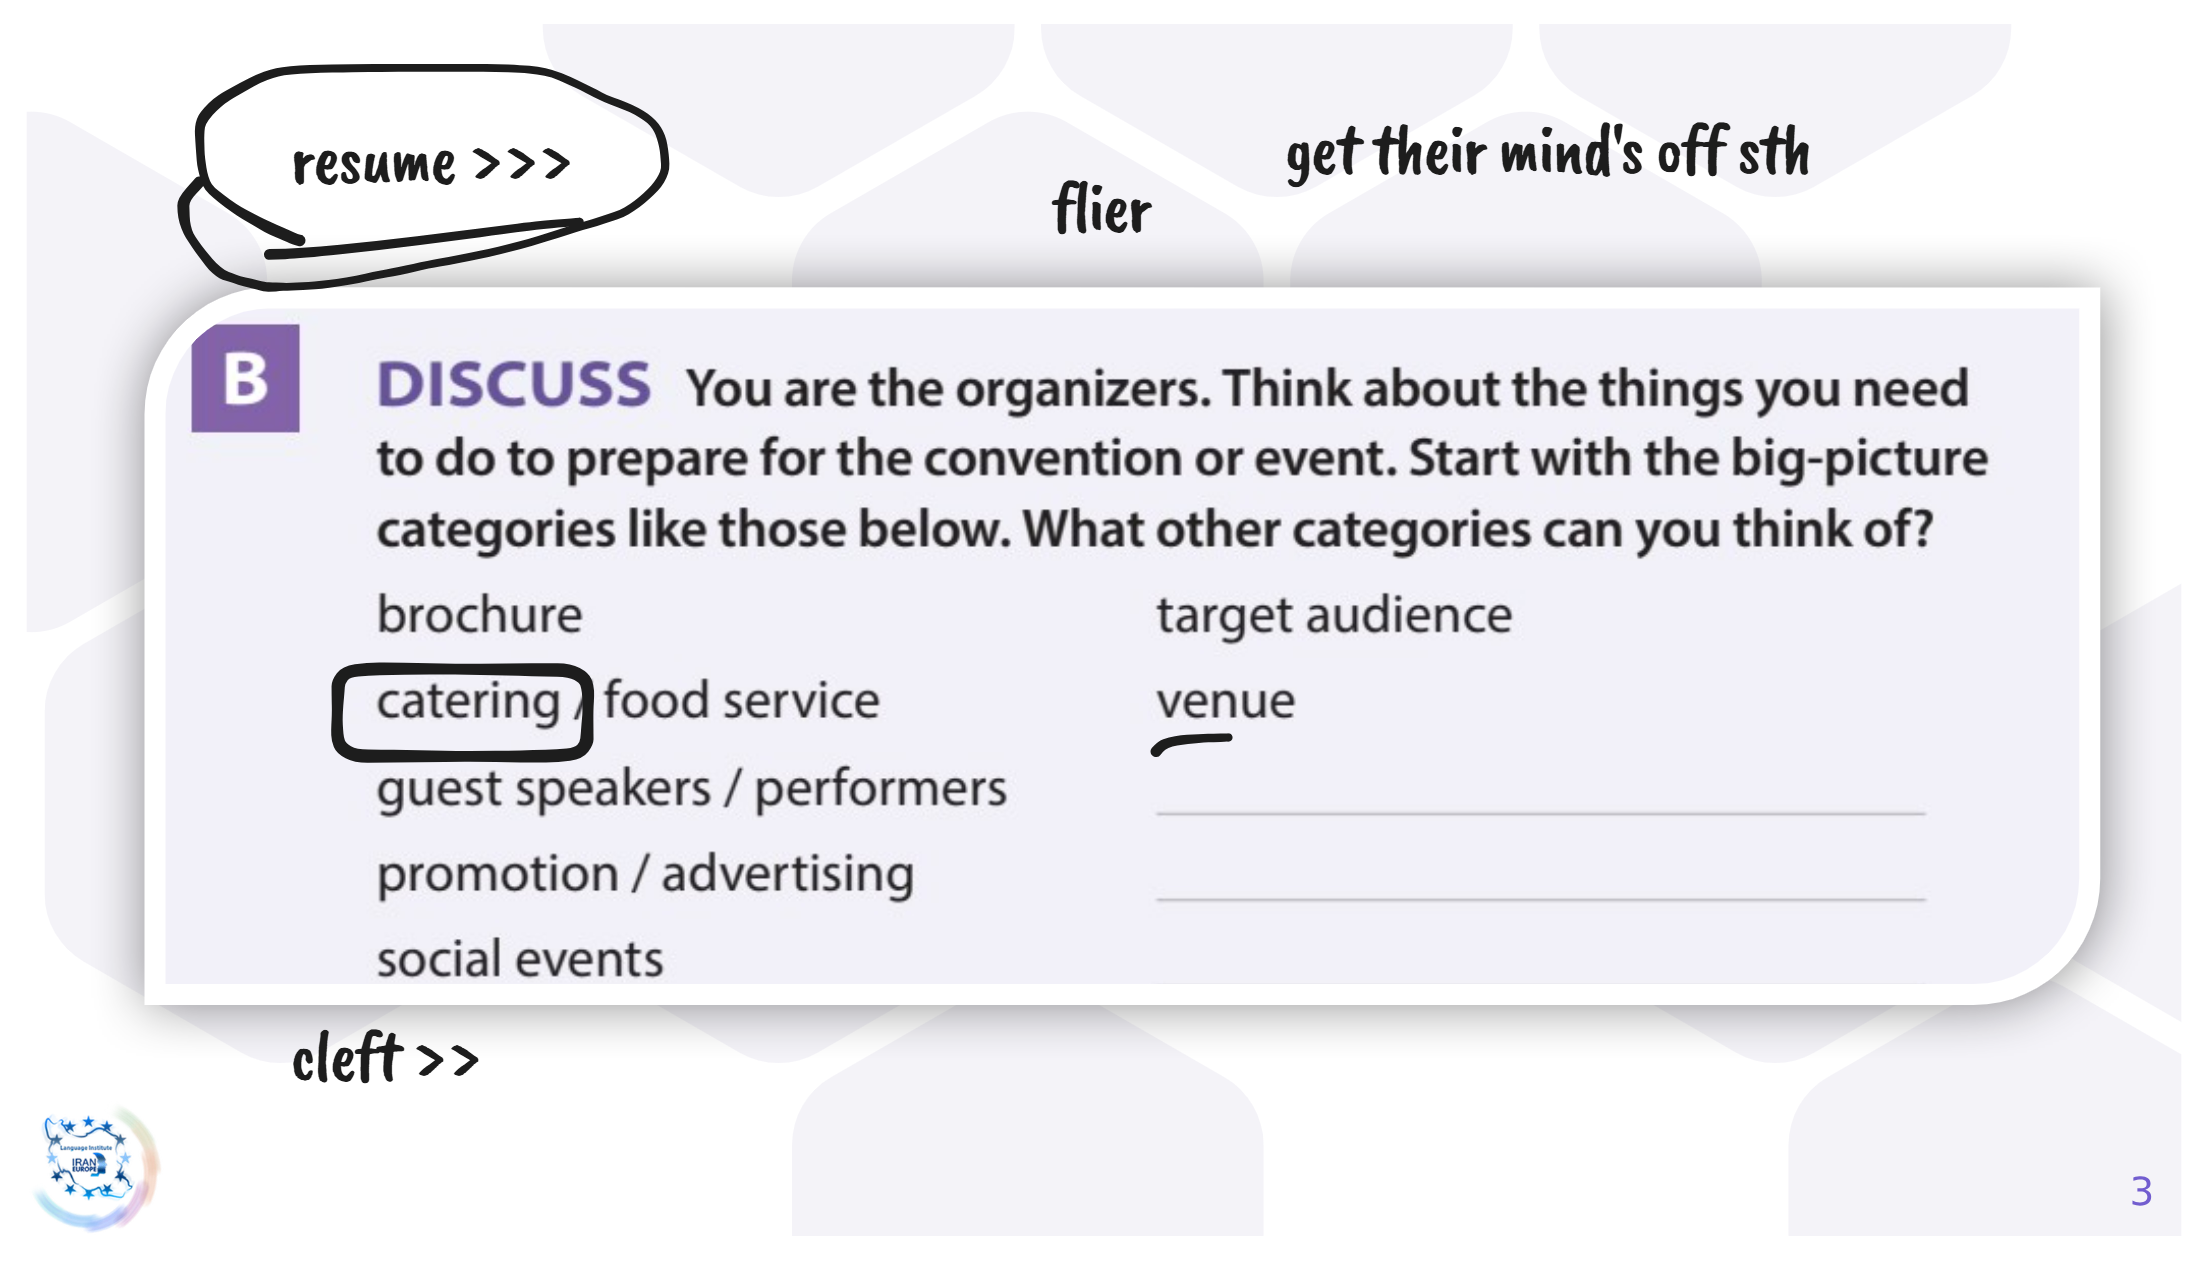 resume >>>
get their mind's off sth
flier
B
DISCUSS You are the organizers. Think about the things you need
to do to prepare for the convention or event. Start with the big-picture
categories like those below. What other categories can you think of?
brochure
catering / food service
guest speakers / performers
promotion / advertising
social events
target audience
venue
cleft >>
Language Institute
IRAN
EUROPE
3